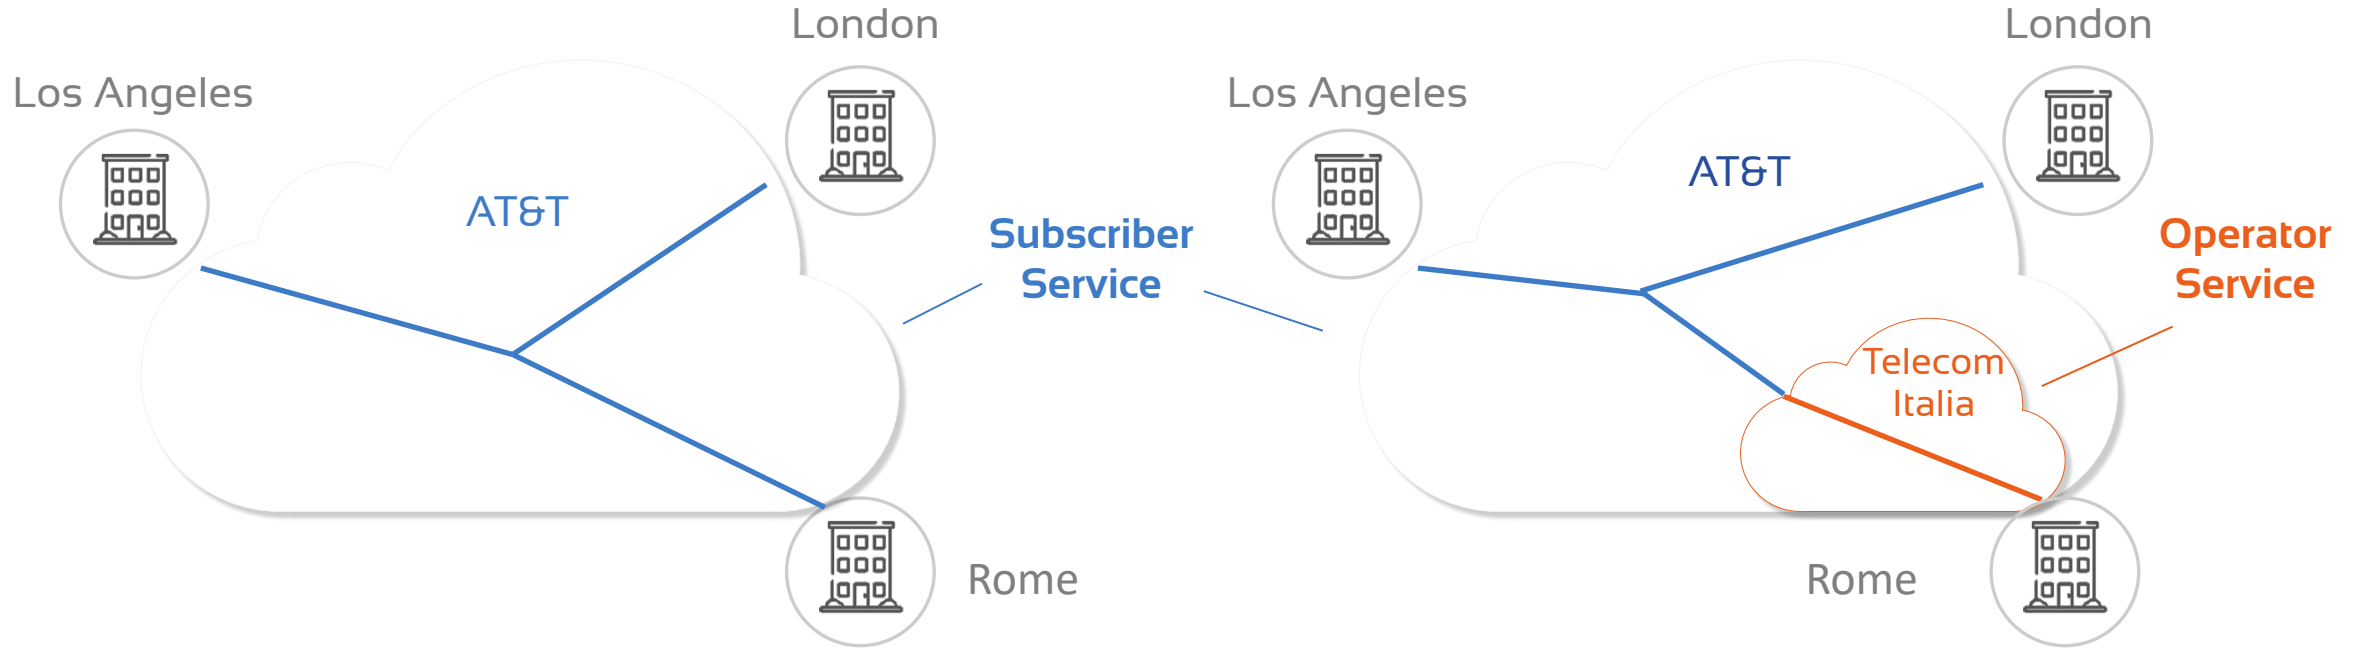 London
Los Angeles
AT&T
Rome
Subscriber
Service
London
Los Angeles
AT&T
Operator
Service
Telecom
Italia
Rome